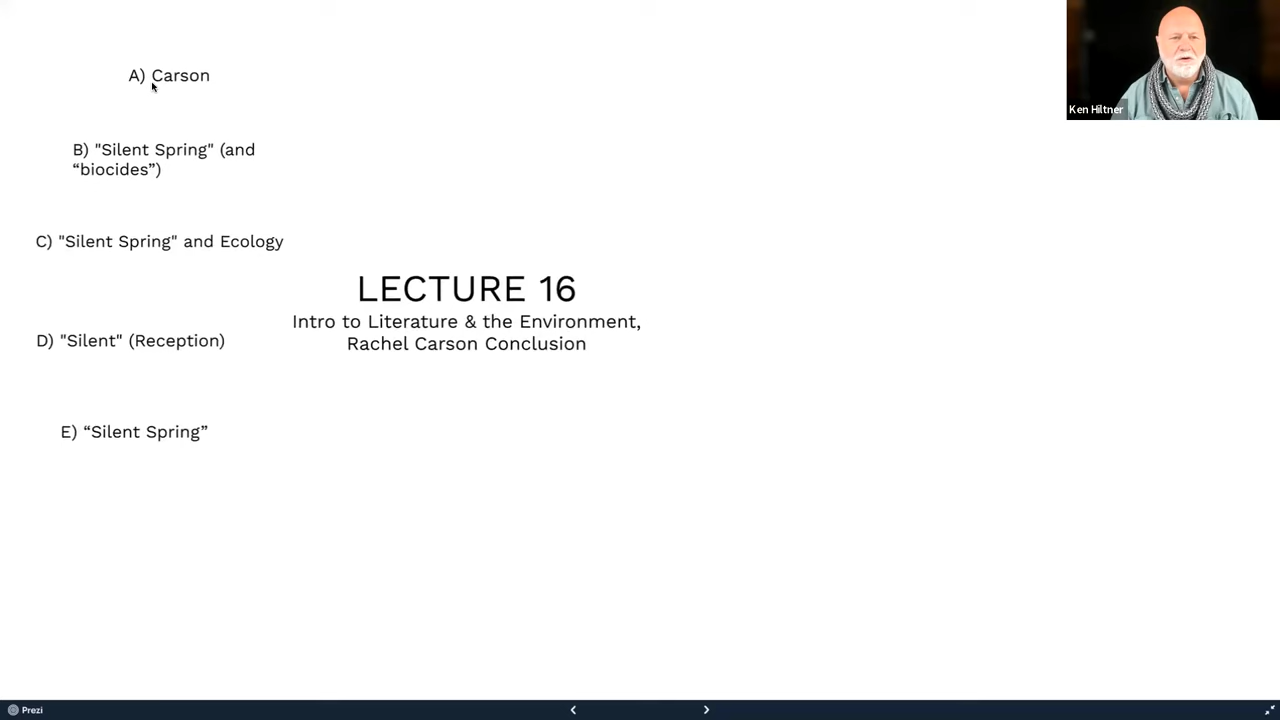 A) Carson
B) "Silent Spring" (and
“biocides”)
C) "Silent Spring" and Ecology
LECTURE 16
Intro to Literature & the Environment,
Rachel Carson Conclusion
D) "Silent" (Reception)
E) “Silent Spring”
Ken Hiltner
Prezi